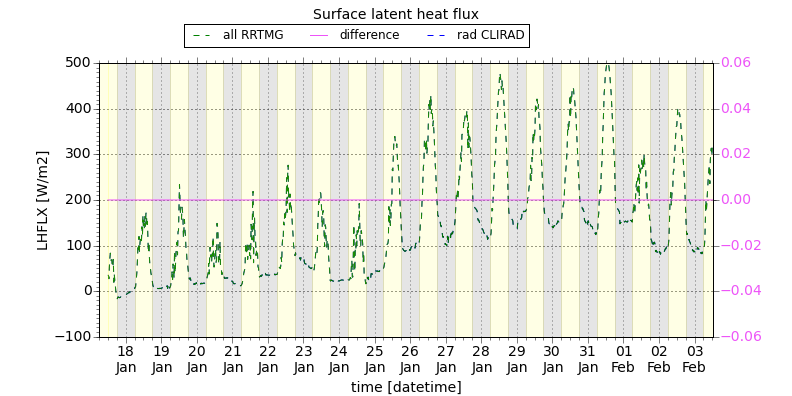 Surface latent heat flux
all RRTMG difference rad CLIRAD
500 0.06
400 0.04
300 0.02
200 0.00
100 −0.02
0 −0.04
−100 −0.06
LHFLX [W/m2]
18 19 20 21 22 23 24 25 26 27 28 29 30 31 01 02 03
Jan Jan Jan Jan Jan Jan Jan Jan Jan Jan Jan Jan Jan Jan Feb Feb Feb
time [datetime]